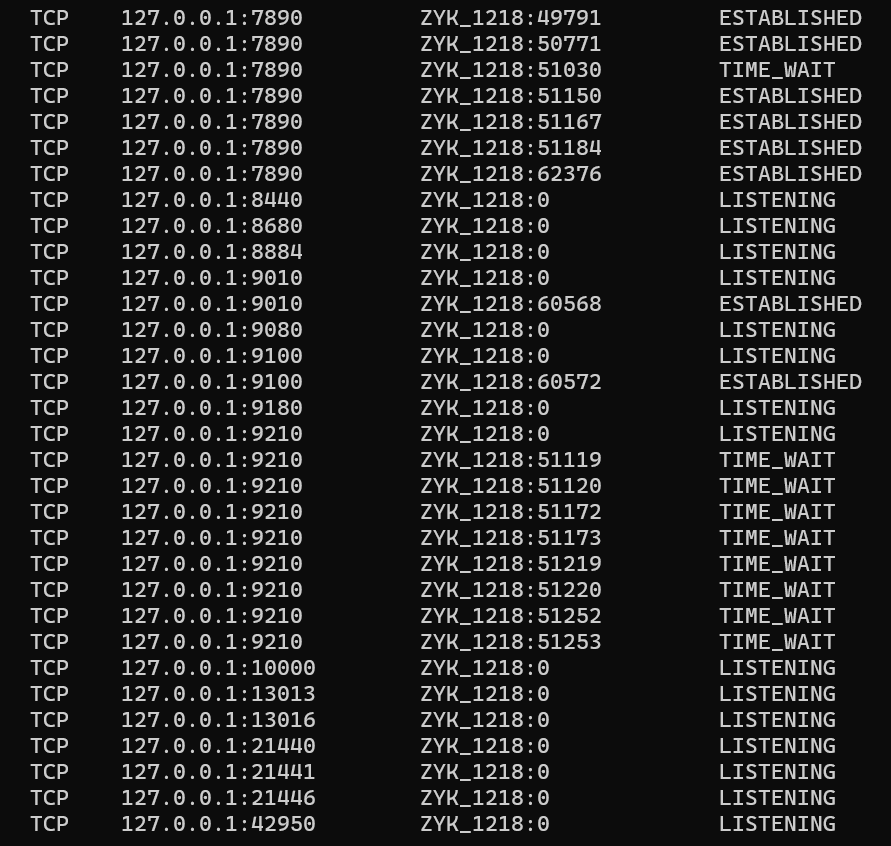 TCP 127.0.0.1:7890 ZYK_1218:49791 ESTABLISHED
TCP 127.0.0.1:7890 ZYK_1218:50771 ESTABLISHED
TCP 127.0.0.1:7890 ZYK_1218:51030 TIME_WAIT
TCP 127.0.0.1:7890 ZYK_1218:51150 ESTABLISHED
TCP 127.0.0.1:7890 ZYK_1218:51167 ESTABLISHED
TCP 127.0.0.1:7890 ZYK_1218:51184 ESTABLISHED
TCP 127.0.0.1:7890 ZYK_1218:62376 ESTABLISHED
TCP 127.0.0.1:8440 ZYK_1218:0 LISTENING
TCP 127.0.0.1:8680 ZYK_1218:0 LISTENING
TCP 127.0.0.1:8884 ZYK_1218:0 LISTENING
TCP 127.0.0.1:9010 ZYK_1218:0 LISTENING
TCP 127.0.0.1:9010 ZYK_1218:60568 ESTABLISHED
TCP 127.0.0.1:9080 ZYK_1218:0 LISTENING
TCP 127.0.0.1:9100 ZYK_1218:0 LISTENING
TCP 127.0.0.1:9100 ZYK_1218:60572 ESTABLISHED
TCP 127.0.0.1:9180 ZYK_1218:0 LISTENING
TCP 127.0.0.1:9210 ZYK_1218:0 LISTENING
TCP 127.0.0.1:9210 ZYK_1218:51119 TIME_WAIT
TCP 127.0.0.1:9210 ZYK_1218:51120 TIME_WAIT
TCP 127.0.0.1:9210 ZYK_1218:51172 TIME_WAIT
TCP 127.0.0.1:9210 ZYK_1218:51173 TIME_WAIT
TCP 127.0.0.1:9210 ZYK_1218:51219 TIME_WAIT
TCP 127.0.0.1:9210 ZYK_1218:51220 TIME_WAIT
TCP 127.0.0.1:9210 ZYK_1218:51252 TIME_WAIT
TCP 127.0.0.1:9210 ZYK_1218:51253 TIME_WAIT
TCP 127.0.0.1:10000 ZYK_1218:0 LISTENING
TCP 127.0.0.1:13013 ZYK_1218:0 LISTENING
TCP 127.0.0.1:13016 ZYK_1218:0 LISTENING
TCP 127.0.0.1:21440 ZYK_1218:0 LISTENING
TCP 127.0.0.1:21441 ZYK_1218:0 LISTENING
TCP 127.0.0.1:21446 ZYK_1218:0 LISTENING
TCP 127.0.0.1:42950 ZYK_1218:0 LISTENING